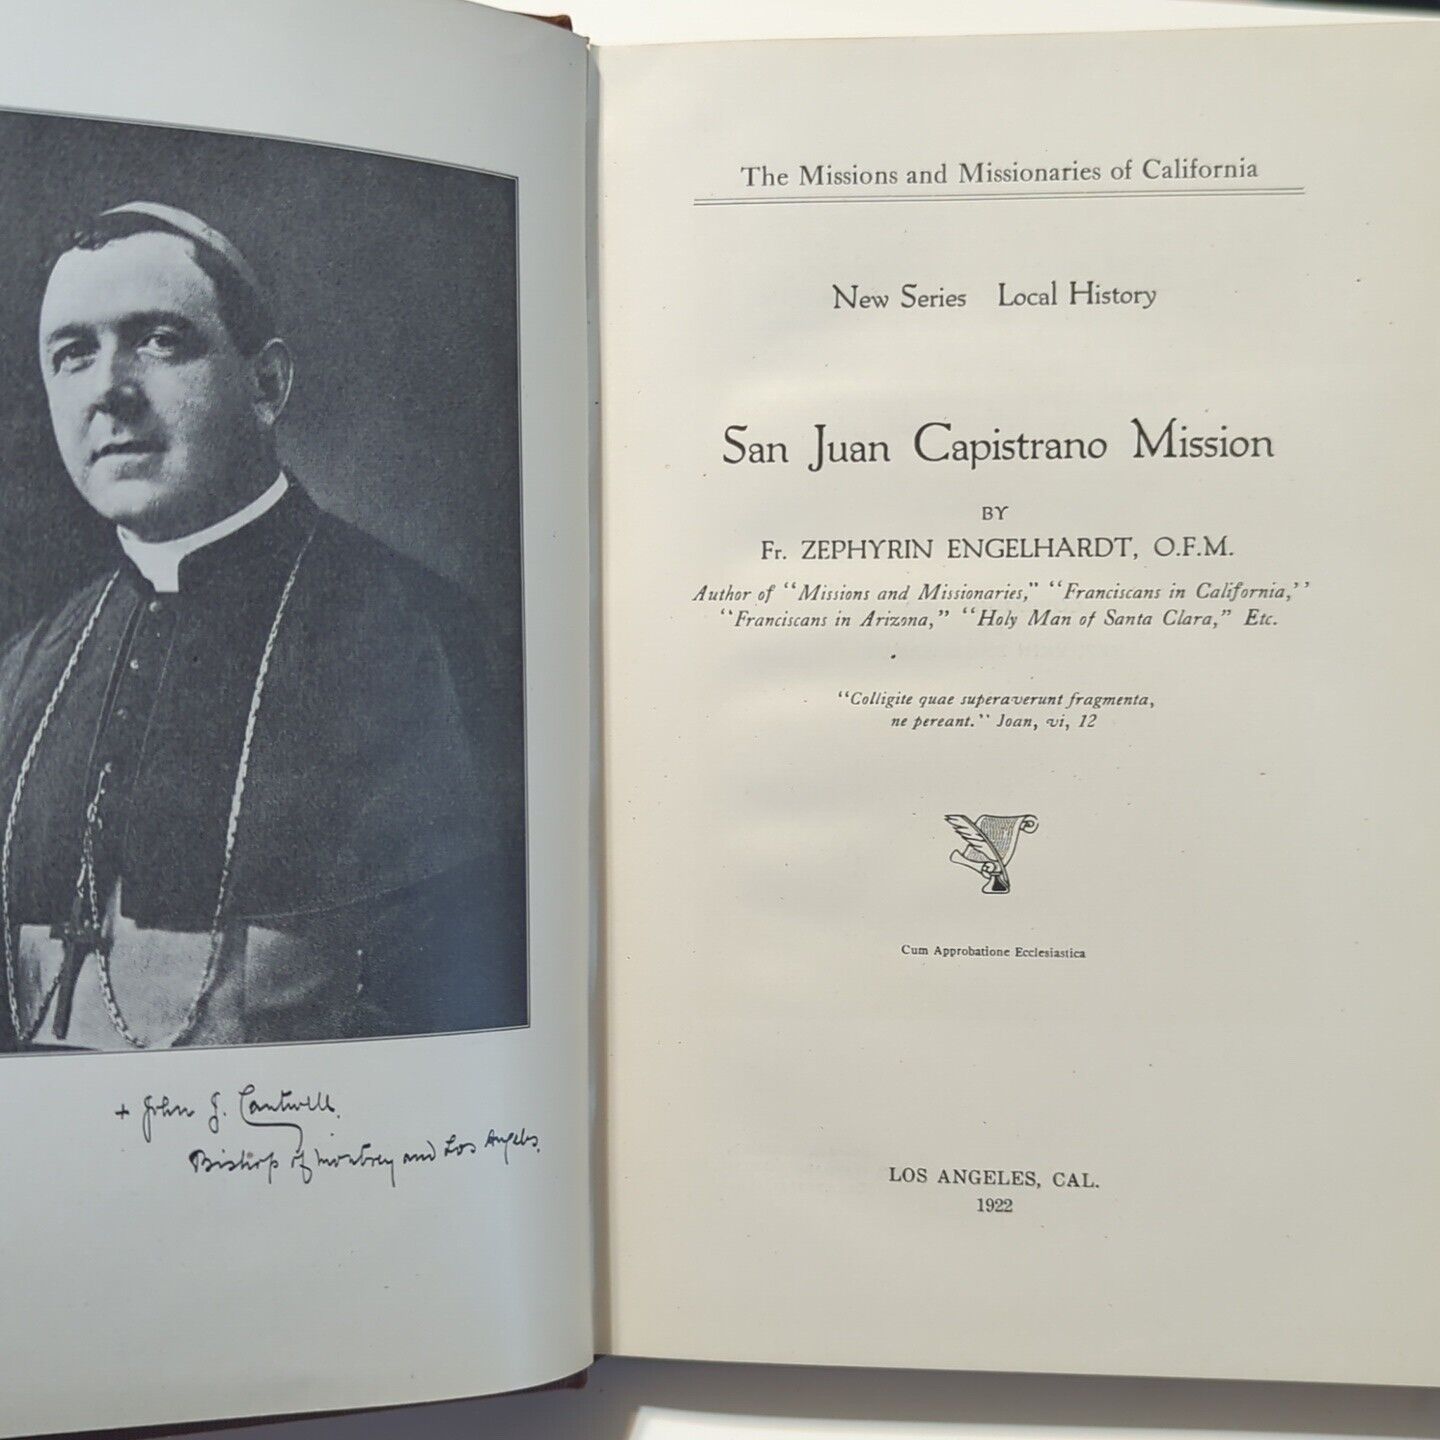 + John J. Cantwell.
Bishop of Monterey and Los Angeles.
The Missions and Missionaries of California
New Series Local History
San Juan Capistrano Mission
BY
Fr. ZEPHYRIN ENGELHARDT, O.F.M.
Author of "Missions and Missionaries," "Franciscans in California,"
"Franciscans in Arizona," "Holy Man of Santa Clara," Etc.
"Colligite quae superaverunt fragmenta,
ne pereant." Joan, vi, 12
Cum Approbatione Ecclesiastica
LOS ANGELES, CAL.
1922